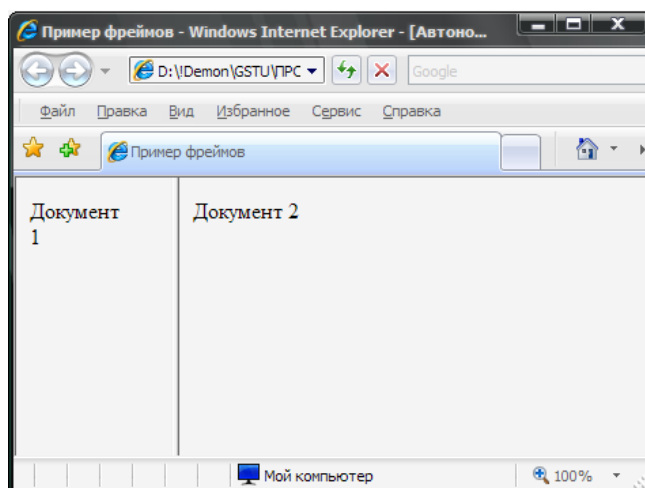 Пример фреймов - Windows Internet Explorer - [Автоно...
D:\!Demon\GSTU\ПРС
Google
Файл Правка Вид Избранное Сервис Справка
Пример фреймов
Документ
1
Документ 2
Мой компьютер
100%